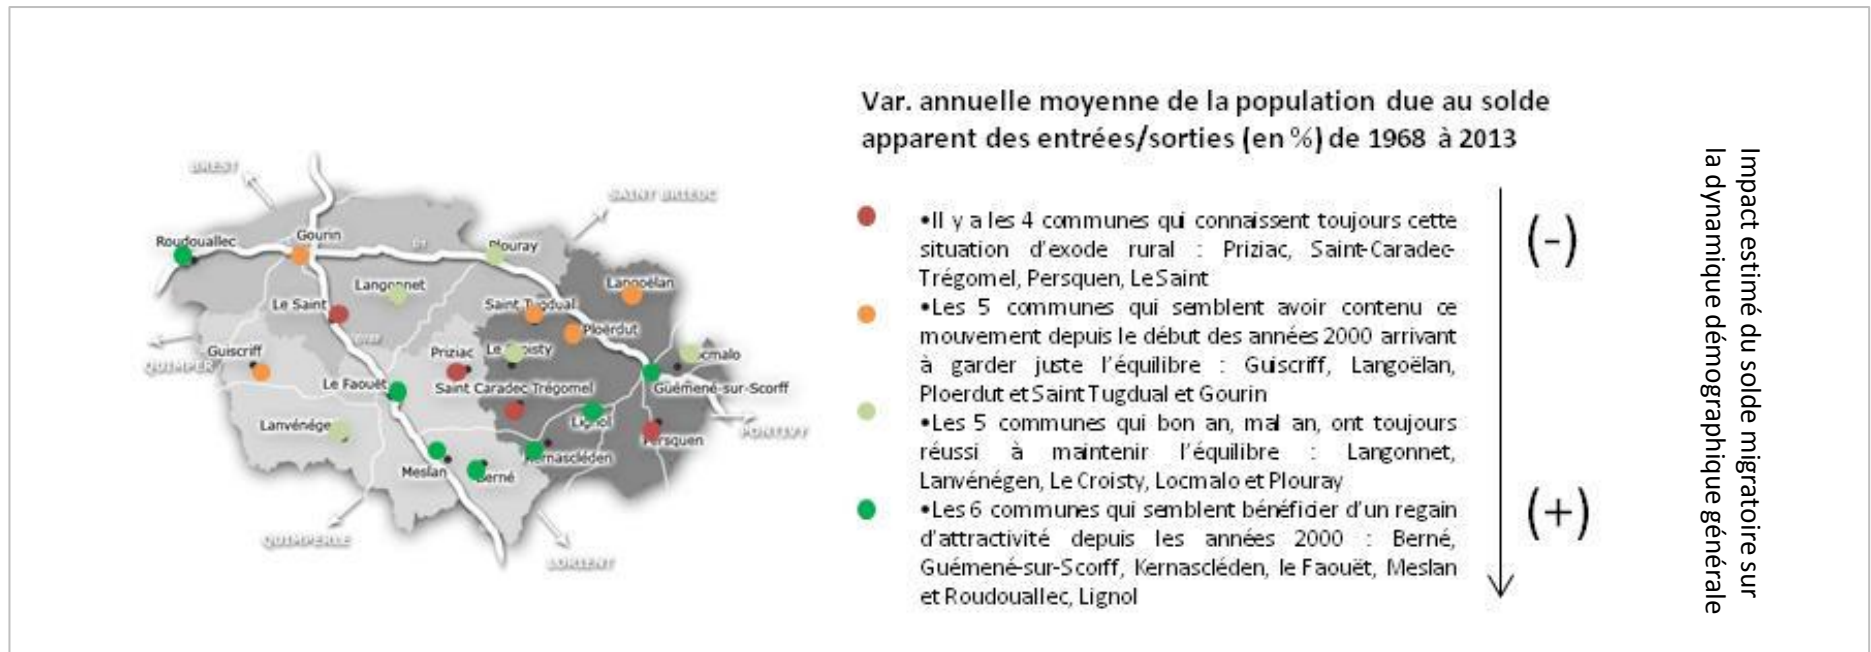 BREST
SAINT BRIEUC
Roudouallec
Gourin
Plouray
Langonnet
Langoëlan
Le Saint
Saint Tugdual
Ploërdut
Guiscriff
Priziac
Le Croisty
Locmalo
QUIMPER
Le Faouët
Saint Caradec Trégomel
Guémené-sur-Scorff
Lanvénégen
Lignol
Persquen
PONTIVY
Meslan
Berné
Kernascléden
QUIMPERLE
LORIENT
Var. annuelle moyenne de la population due au solde
apparent des entrées/sorties (en %) de 1968 à 2013
•Il y a les 4 communes qui connaissent toujours cette
situation d'exode rural : Priziac, Saint-Caradec-
Trégomel, Persquen, Le Saint
•Les 5 communes qui semblent avoir contenu ce
mouvement depuis le début des années 2000 arrivant
à garder juste l'équilibre : Guiscriff, Langoëlan,
Ploerdut et Saint Tugdual et Gourin
•Les 5 communes qui bon an, mal an, ont toujours
réussi à maintenir l'équilibre : Langonnet,
Lanvénégen, Le Croisty, Locmalo et Plouray
•Les 6 communes qui semblent bénéficier d'un regain
d'attractivité depuis les années 2000 : Berné,
Guémené-sur-Scorff, Kernascléden, le Faouët, Meslan
et Roudouallec, Lignol
(-)
(+)
Impact estimé du solde migratoire sur
la dynamique démographique générale